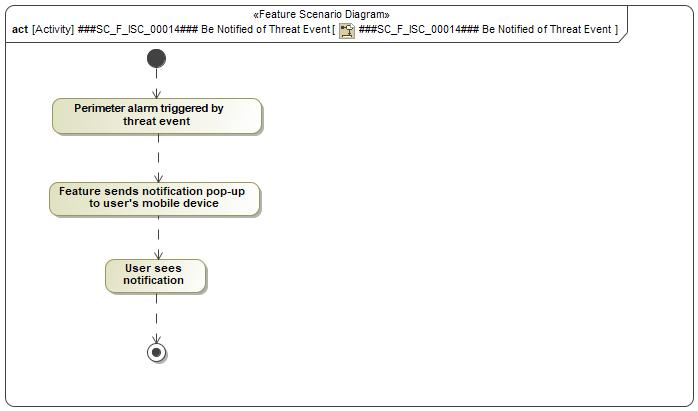 «Feature Scenario Diagram»
act [Activity] ###SC_F_ISC_00014### Be Notified of Threat Event [ ###SC_F_ISC_00014### Be Notified of Threat Event ]
Perimeter alarm triggered by
threat event
Feature sends notification pop-up
to user's mobile device
User sees
notification